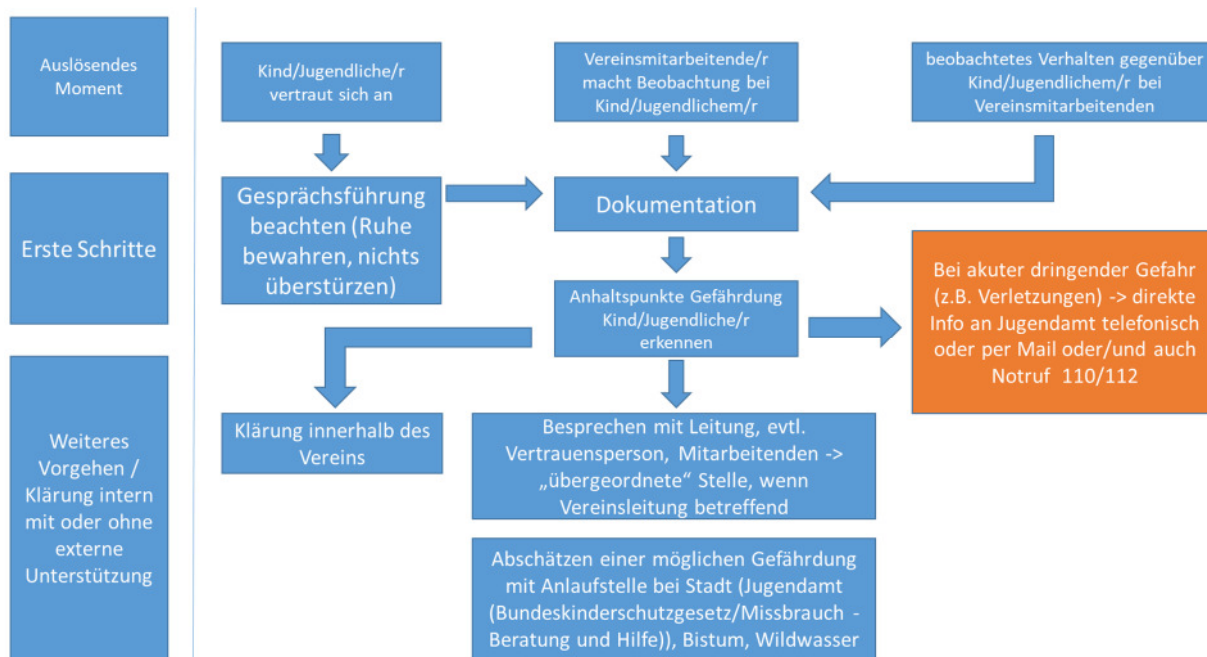 Auslösendes
Moment
Kind/Jugendliche/r
vertraut sich an
Vereinsmitarbeitende/r
macht Beobachtung bei
Kind/Jugendlichem/r
beobachtetes Verhalten gegenüber
Kind/Jugendlichem/r bei
Vereinsmitarbeitenden
Erste Schritte
Gesprächsführung
beachten (Ruhe
bewahren, nichts
überstürzen)
Dokumentation
Anhaltspunkte Gefährdung
Kind/Jugendliche/r
erkennen
Bei akuter dringender Gefahr
(z.B. Verletzungen) -> direkte
Info an Jugendamt telefonisch
oder per Mail oder/und auch
Notruf 110/112
Weiteres
Vorgehen /
Klärung intern
mit oder ohne
externe
Unterstützung
Klärung innerhalb des
Vereins
Besprechen mit Leitung, evtl.
Vertrauensperson, Mitarbeitenden ->
„übergeordnete“ Stelle, wenn
Vereinsleitung betreffend
Abschätzen einer möglichen Gefährdung
mit Anlaufstelle bei Stadt (Jugendamt
(Bundeskinderschutzgesetz/Missbrauch -
Beratung und Hilfe)), Bistum, Wildwasser